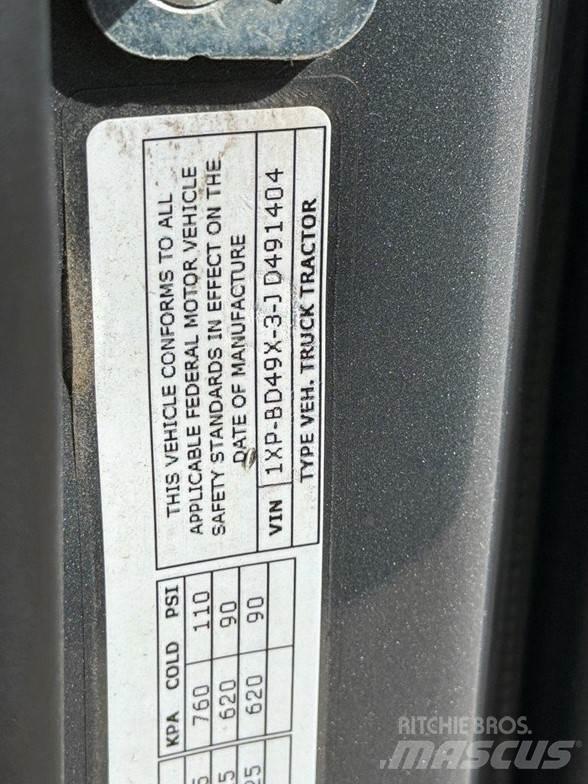 THIS VEHICLE CONFORMS TO ALL
APPLICABLE FEDERAL MOTOR VEHICLE
SAFETY STANDARDS IN EFFECT ON THE
DATE OF MANUFACTURE
VIN 1XP-BD49X-3-JD491404
TYPE VEH. TRUCK TRACTOR
KPA COLD PSI
760 110
620 90
620 90
RITCHIE BROS.
MASCUS